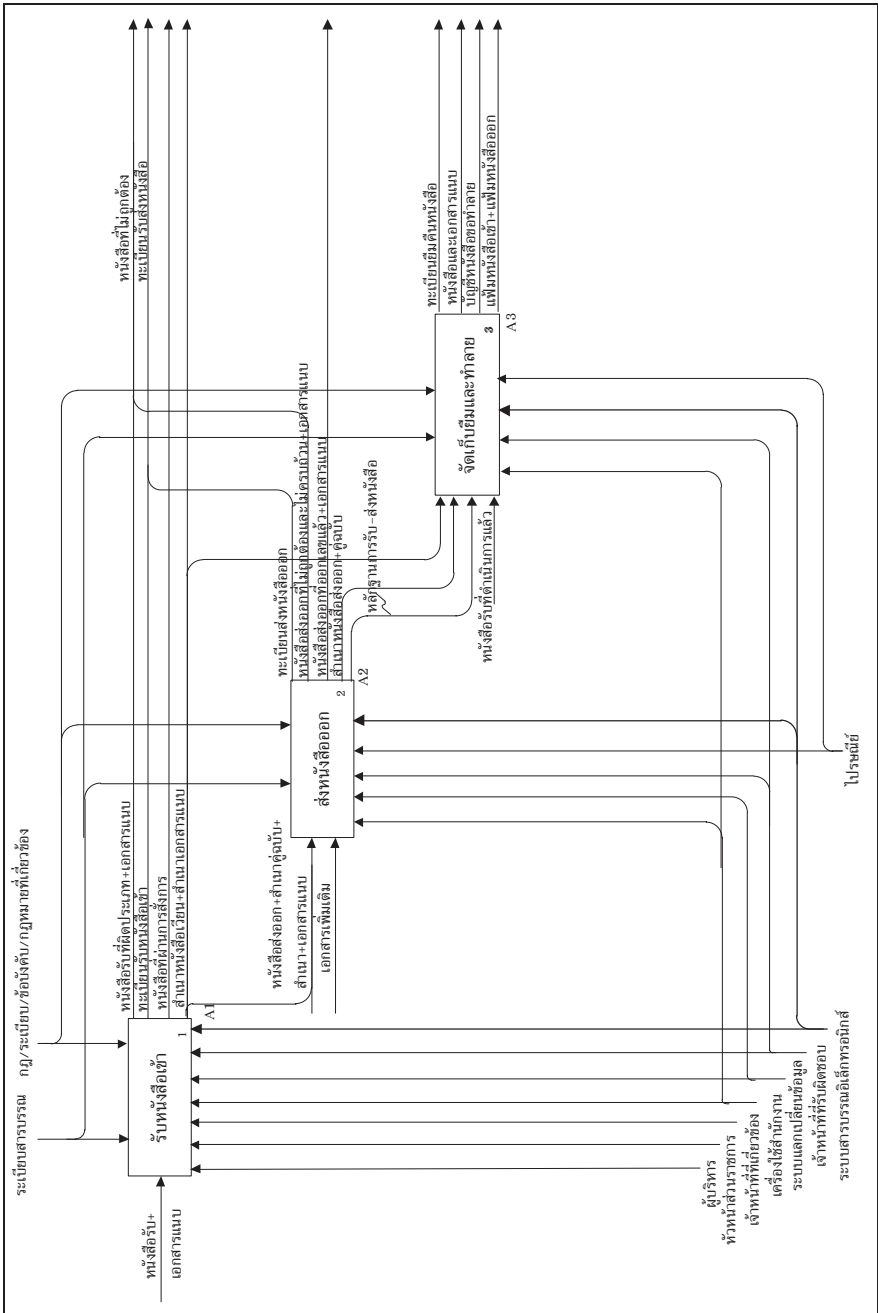 ระเบียบสารบรรณ
กฎ/ระเบียบ/ข้อบังคับ/กฎหมายที่เกี่ยวข้อง
หนังสือรับ+
เอกสารแนบ
รับหนังสือเข้า
1
A1
หนังสือรับที่ผิดประเภท+เอกสารแนบ
ทะเบียนรับหนังสือเข้า
หนังสือที่ผ่านการสั่งการ
สำเนาหนังสือเวียน+สำเนาเอกสารแนบ
หนังสือส่งออก+สำเนาคู่ฉบับ+
สำเนา+เอกสารแนบ
เอกสารเพิ่มเติม
ส่งหนังสือออก
2
A2
ทะเบียนส่งหนังสือออก
หนังสือส่งออกที่ไม่ถูกต้องและไม่ครบถ้วน+เอกสารแนบ
หนังสือส่งออกที่ออกเลขแล้ว+เอกสารแนบ
สำเนาหนังสือส่งออก+คู่ฉบับ
หลักฐานการรับ-ส่งหนังสือ
หนังสือรับที่ดำเนินการแล้ว
หนังสือที่ไม่ถูกต้อง
ทะเบียนรับส่งหนังสือ
จัดเก็บยืมและทำลาย
3
A3
ทะเบียนยืมคืนหนังสือ
หนังสือและเอกสารแนบ
บัญชีหนังสือขอทำลาย
แฟ้มหนังสือเข้า+แฟ้มหนังสือออก
ผู้บริหาร
หัวหน้าส่วนราชการ
เจ้าหน้าที่ที่เกี่ยวข้อง
เครื่องใช้สำนักงาน
ระบบแลกเปลี่ยนข้อมูล
เจ้าหน้าที่ที่รับผิดชอบ
ระบบสารบรรณอิเล็กทรอนิกส์
ไปรษณีย์